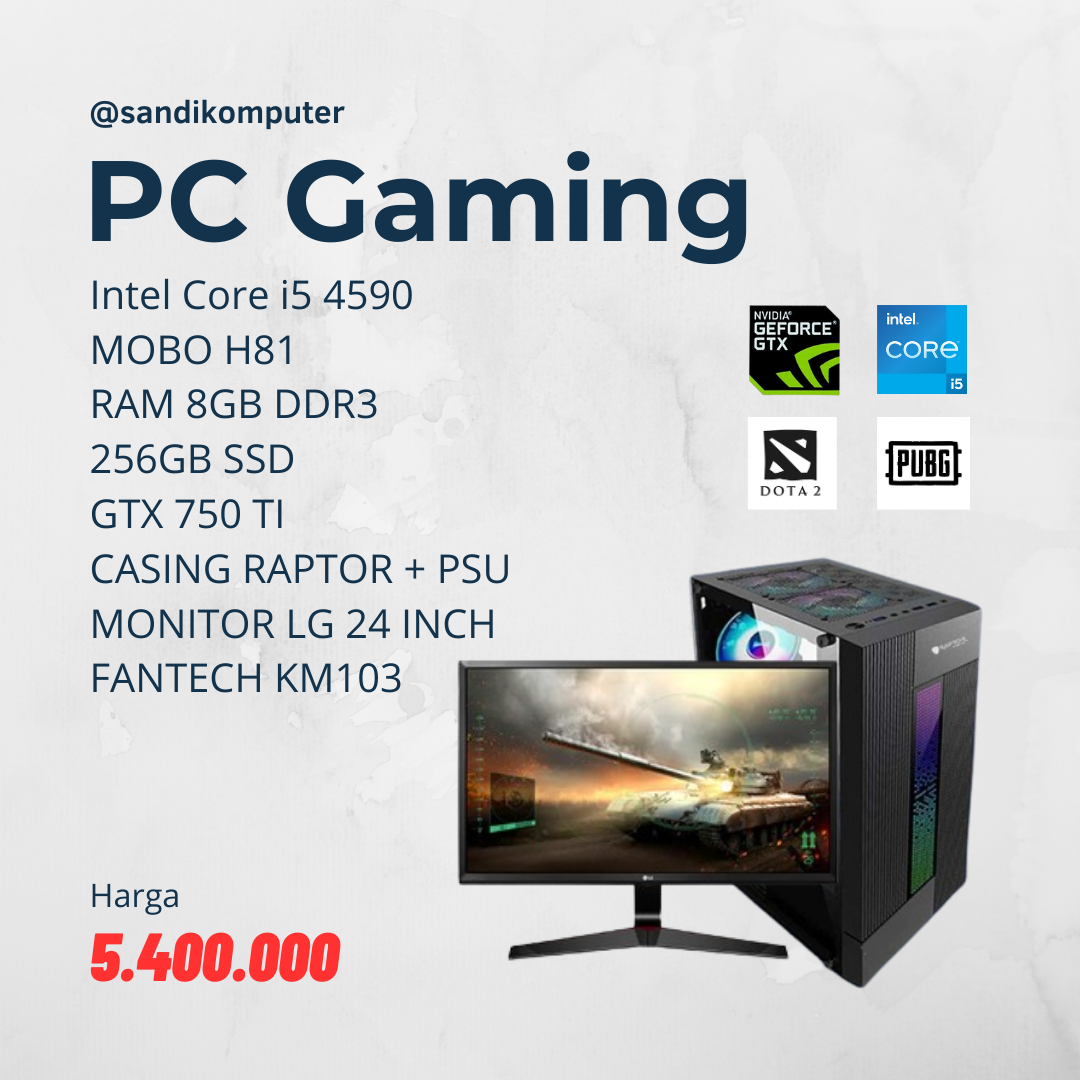 @sandikomputer
PC Gaming
Intel Core i5 4590
MOBO H81
RAM 8GB DDR3
256GB SSD
GTX 750 TI
CASING RAPTOR + PSU
MONITOR LG 24 INCH
FANTECH KM103
NVIDIA®
GEFORCE®
GTX
intel.
CORE
i5
DOTA 2
PUBG
LG
Harga
5.400.000